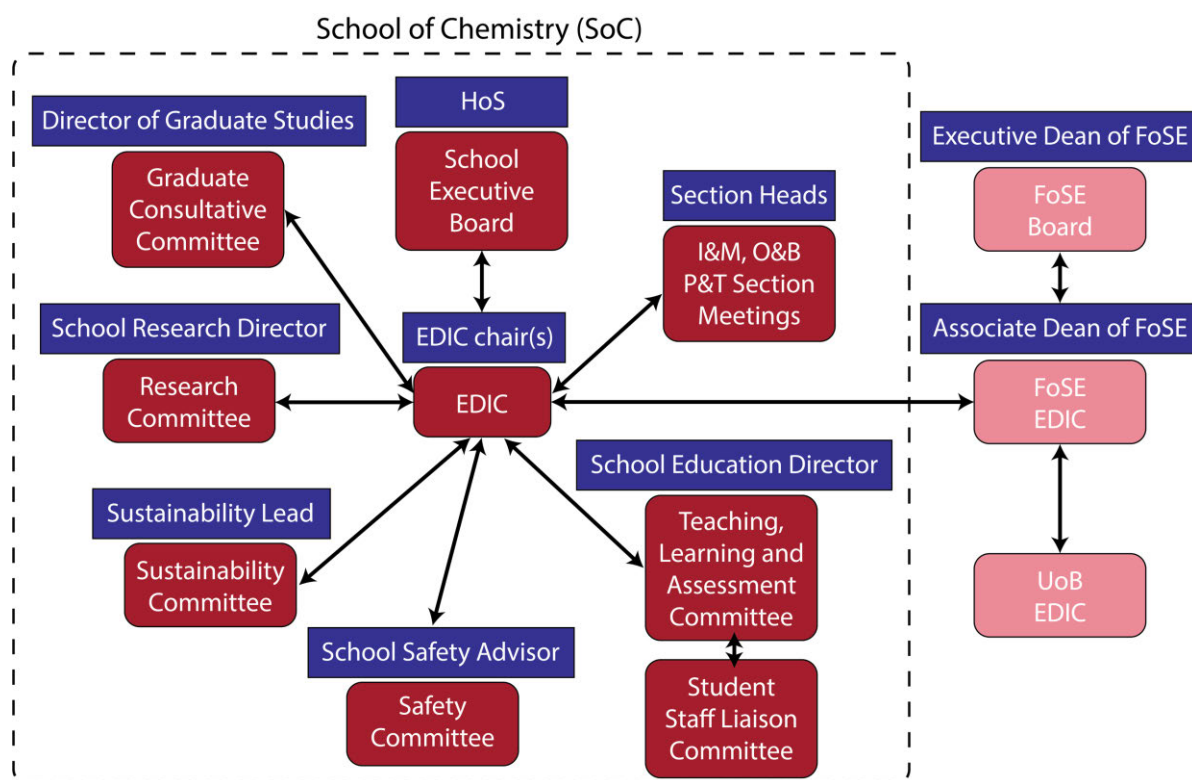 School of Chemistry (SoC)
Director of Graduate Studies
Graduate
Consultative
Committee
HoS
School
Executive
Board
Section Heads
I&M, O&B
P&T Section
Meetings
Executive Dean of FoSE
FoSE
Board
School Research Director
Research
Committee
EDIC chair(s)
EDIC
Associate Dean of FoSE
FoSE
EDIC
Sustainability Lead
Sustainability
Committee
School Safety Advisor
Safety
Committee
School Education Director
Teaching,
Learning and
Assessment
Committee
Student
Staff Liaison
Committee
UoB
EDIC